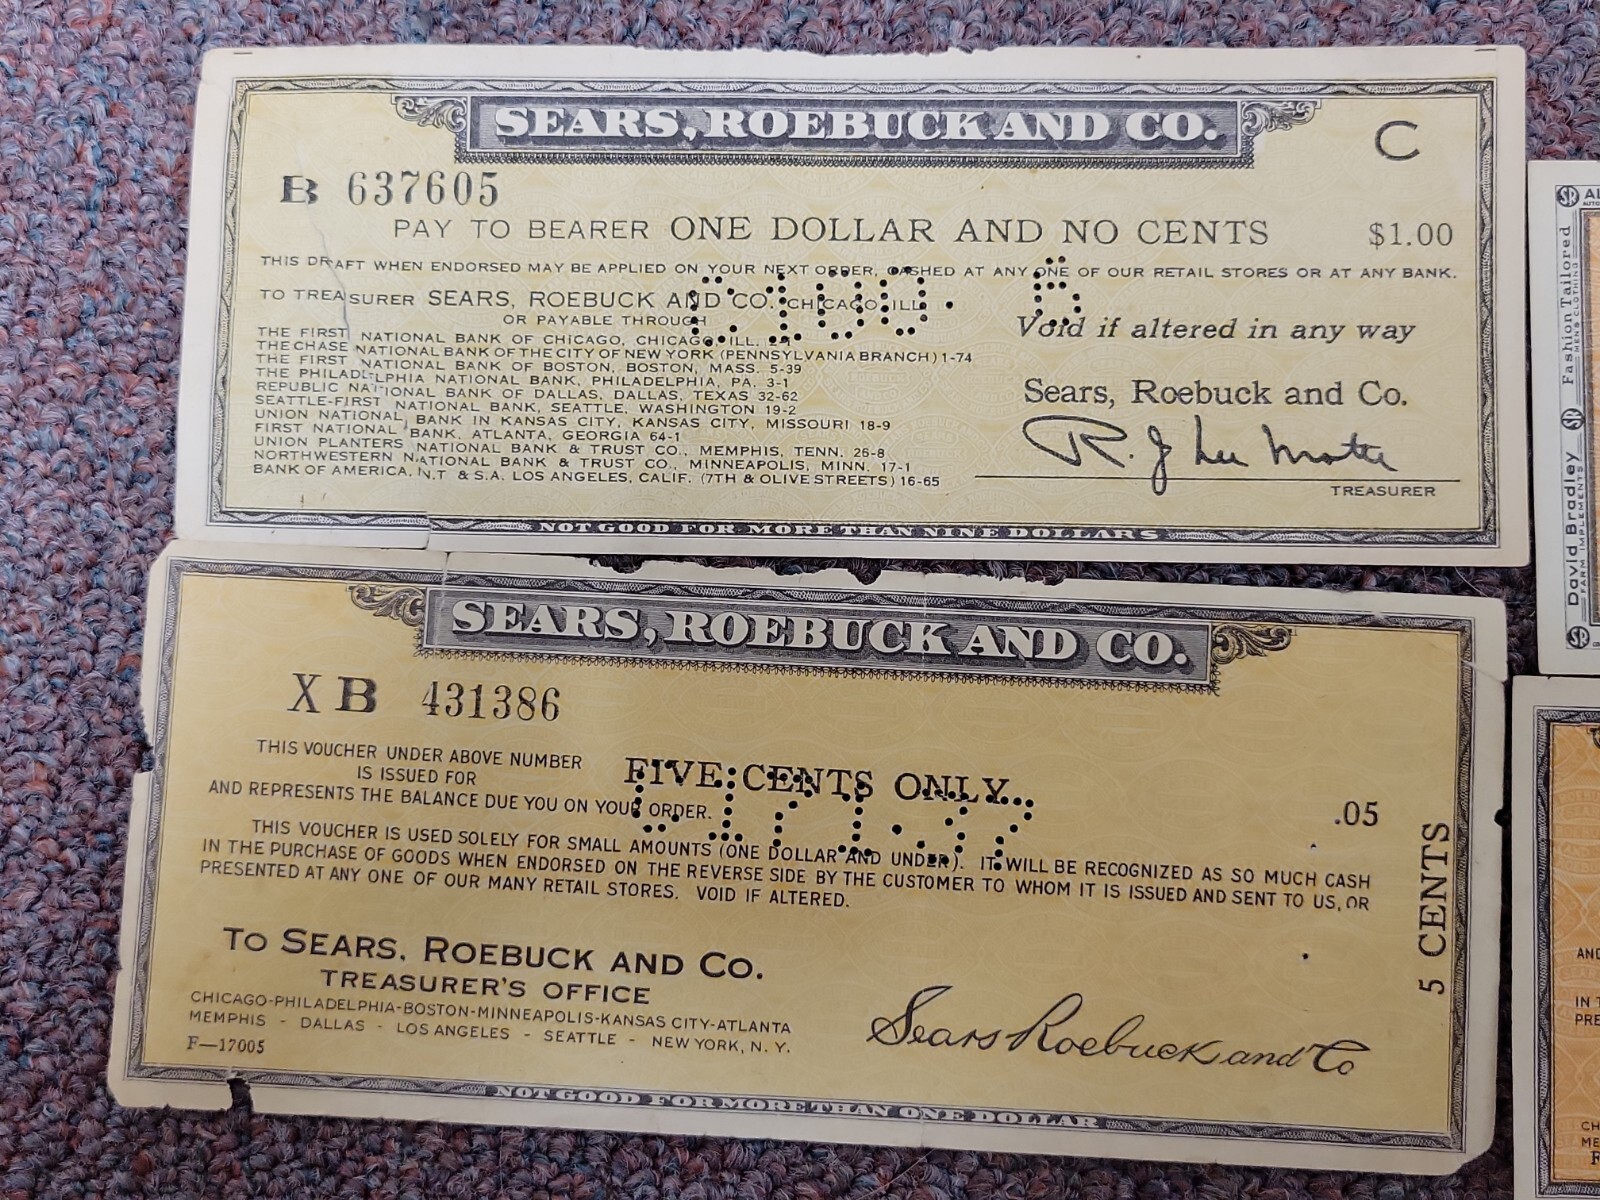 SEARS, ROEBUCK AND CO.
C
B 637605
PAY TO BEARER ONE DOLLAR AND NO CENTS $1.00
THIS DRAFT WHEN ENDORSED MAY BE APPLIED ON YOUR NEXT ORDER, CASHED AT ANY ONE OF OUR RETAIL STORES OR AT ANY BANK.
TO TREASURER SEARS, ROEBUCK AND CO. CHICAGO, ILL.
OR PAYABLE THROUGH
THE FIRST NATIONAL BANK OF CHICAGO, CHICAGO, ILL.
THE CHASE NATIONAL BANK OF THE CITY OF NEW YORK (PENNSYLVANIA BRANCH) 1-74
THE FIRST NATIONAL BANK OF BOSTON, BOSTON, MASS. 5-39
THE PHILADELPHIA NATIONAL BANK, PHILADELPHIA, PA. 3-1
REPUBLIC NATIONAL BANK OF DALLAS, DALLAS, TEXAS 32-62
SEATTLE-FIRST NATIONAL BANK, SEATTLE, WASHINGTON 19-2
UNION NATIONAL BANK IN KANSAS CITY, KANSAS CITY, MISSOURI 18-9
FIRST NATIONAL BANK, ATLANTA, GEORGIA 64-1
UNION PLANTERS NATIONAL BANK & TRUST CO., MEMPHIS, TENN. 26-8
NORTHWESTERN NATIONAL BANK & TRUST CO., MINNEAPOLIS, MINN. 17-1
BANK OF AMERICA, N.T & S.A. LOS ANGELES, CALIF. (7TH & OLIVE STREETS) 16-65
Void if altered in any way
Sears, Roebuck and Co.
R. J.
TREASURER
NOT GOOD FOR MORE THAN NINE DOLLARS
SEARS, ROEBUCK AND CO.
XB 431386
THIS VOUCHER UNDER ABOVE NUMBER
IS ISSUED FOR
FIVE CENTS ONLY
AND REPRESENTS THE BALANCE DUE YOU ON YOUR ORDER.
.05
THIS VOUCHER IS USED SOLELY FOR SMALL AMOUNTS (ONE DOLLAR AND UNDER). IT WILL BE RECOGNIZED AS SO MUCH CASH
IN THE PURCHASE OF GOODS WHEN ENDORSED ON THE REVERSE SIDE BY THE CUSTOMER TO WHOM IT IS ISSUED AND SENT TO US, OR
PRESENTED AT ANY ONE OF OUR MANY RETAIL STORES. VOID IF ALTERED.
5 CENTS
TO SEARS, ROEBUCK AND CO.
TREASURER'S OFFICE
CHICAGO-PHILADELPHIA-BOSTON-MINNEAPOLIS-KANSAS CITY-ATLANTA
MEMPHIS - DALLAS - LOS ANGELES - SEATTLE - NEW YORK, N. Y.
F—17005
Sears Roebuck and Co
NOT GOOD FOR MORE THAN ONE DOLLAR
David Bradley
FARM IMPLEMENTS
SR
Fashion Tailored
MENS CLOTHING
SR
AL
AUTO
SR
AND
IN T
PRE
CH
ME
F